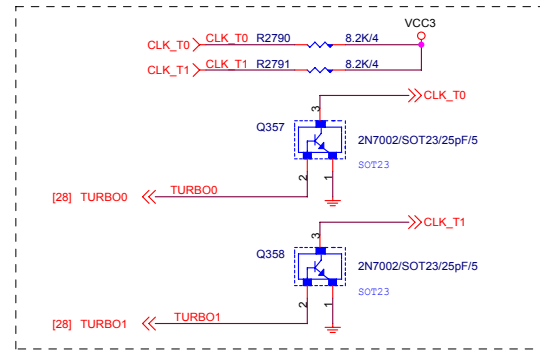 VCC3
CLK_T0 CLK_T0 R2790 8.2K/4
CLK_T1 CLK_T1 R2791 8.2K/4
3 CLK_T0
Q357
2N7002/SOT23/25pF/5
SOT23
2 1
[28] TURBO0 TURBO0
3 CLK_T1
Q358
2N7002/SOT23/25pF/5
SOT23
2 1
[28] TURBO1 TURBO1